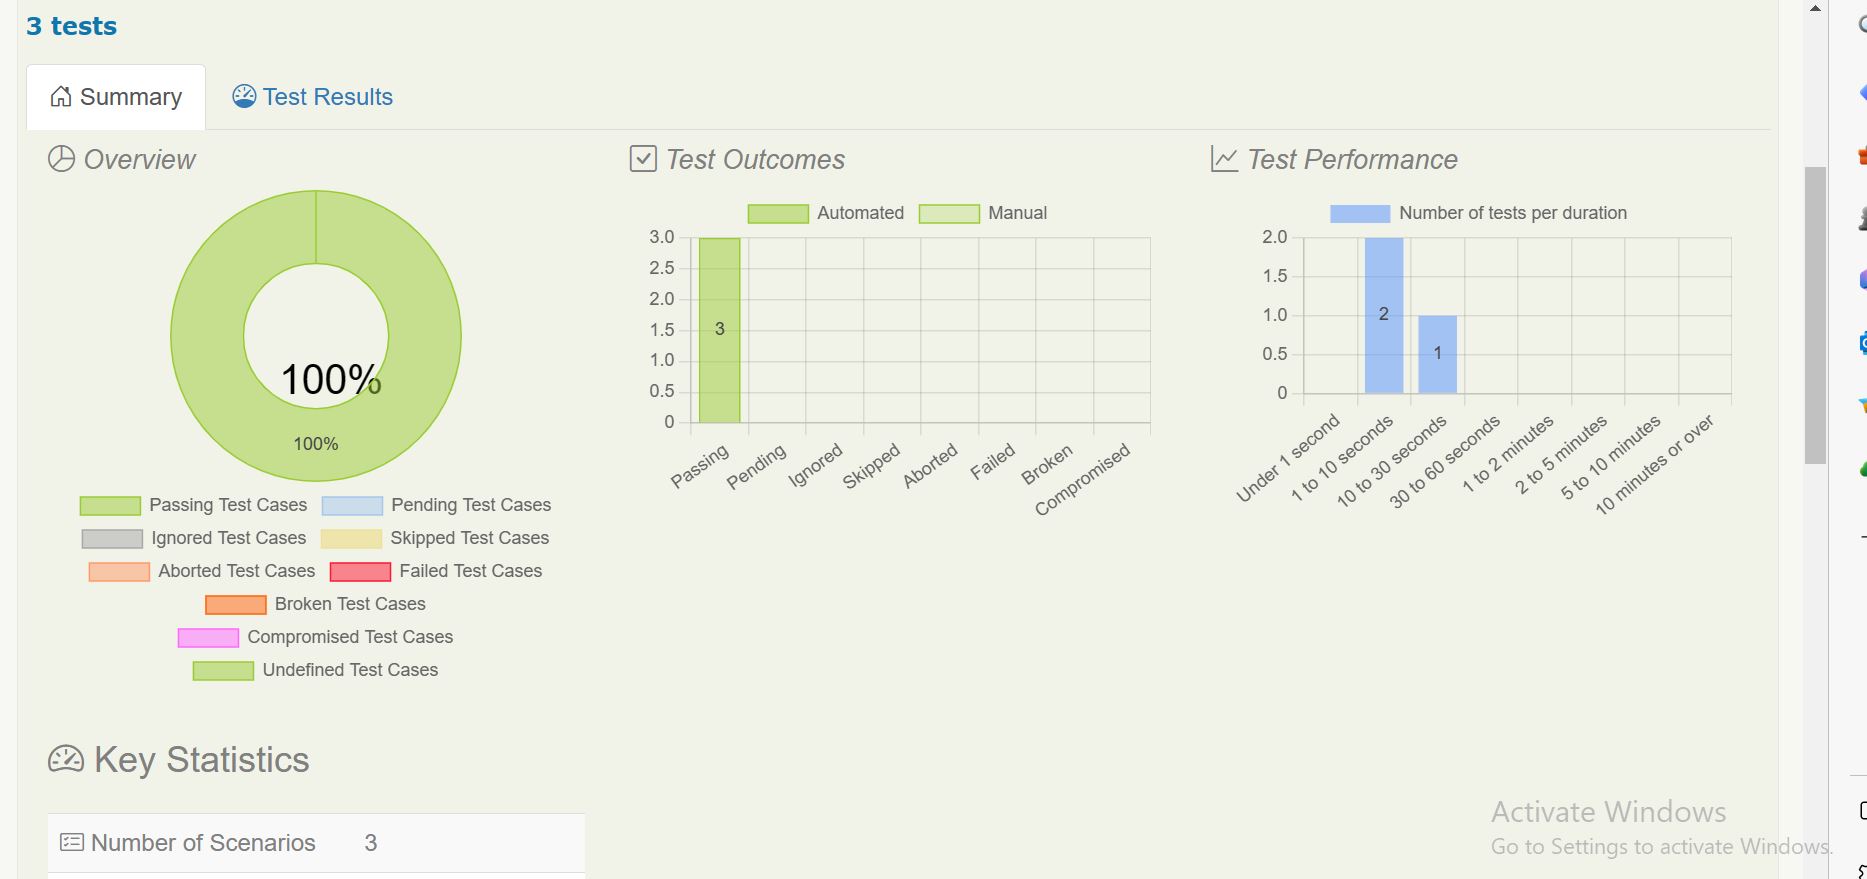 3 tests
Summary
Test Results
Overview
100%
100%
Passing Test Cases
Pending Test Cases
Ignored Test Cases
Skipped Test Cases
Aborted Test Cases
Failed Test Cases
Broken Test Cases
Compromised Test Cases
Undefined Test Cases
Test Outcomes
Automated
Manual
3.0
2.5
2.0
1.5
1.0
0.5
0
3
Passing
Pending
Ignored
Skipped
Aborted
Failed
Broken
Compromised
Test Performance
Number of tests per duration
2.0
1.5
1.0
0.5
0
2
1
Under 1 second
1 to 10 seconds
10 to 30 seconds
30 to 60 seconds
1 to 2 minutes
2 to 5 minutes
5 to 10 minutes
10 minutes or over
Key Statistics
Number of Scenarios 3
Activate Windows
Go to Settings to activate Windows.